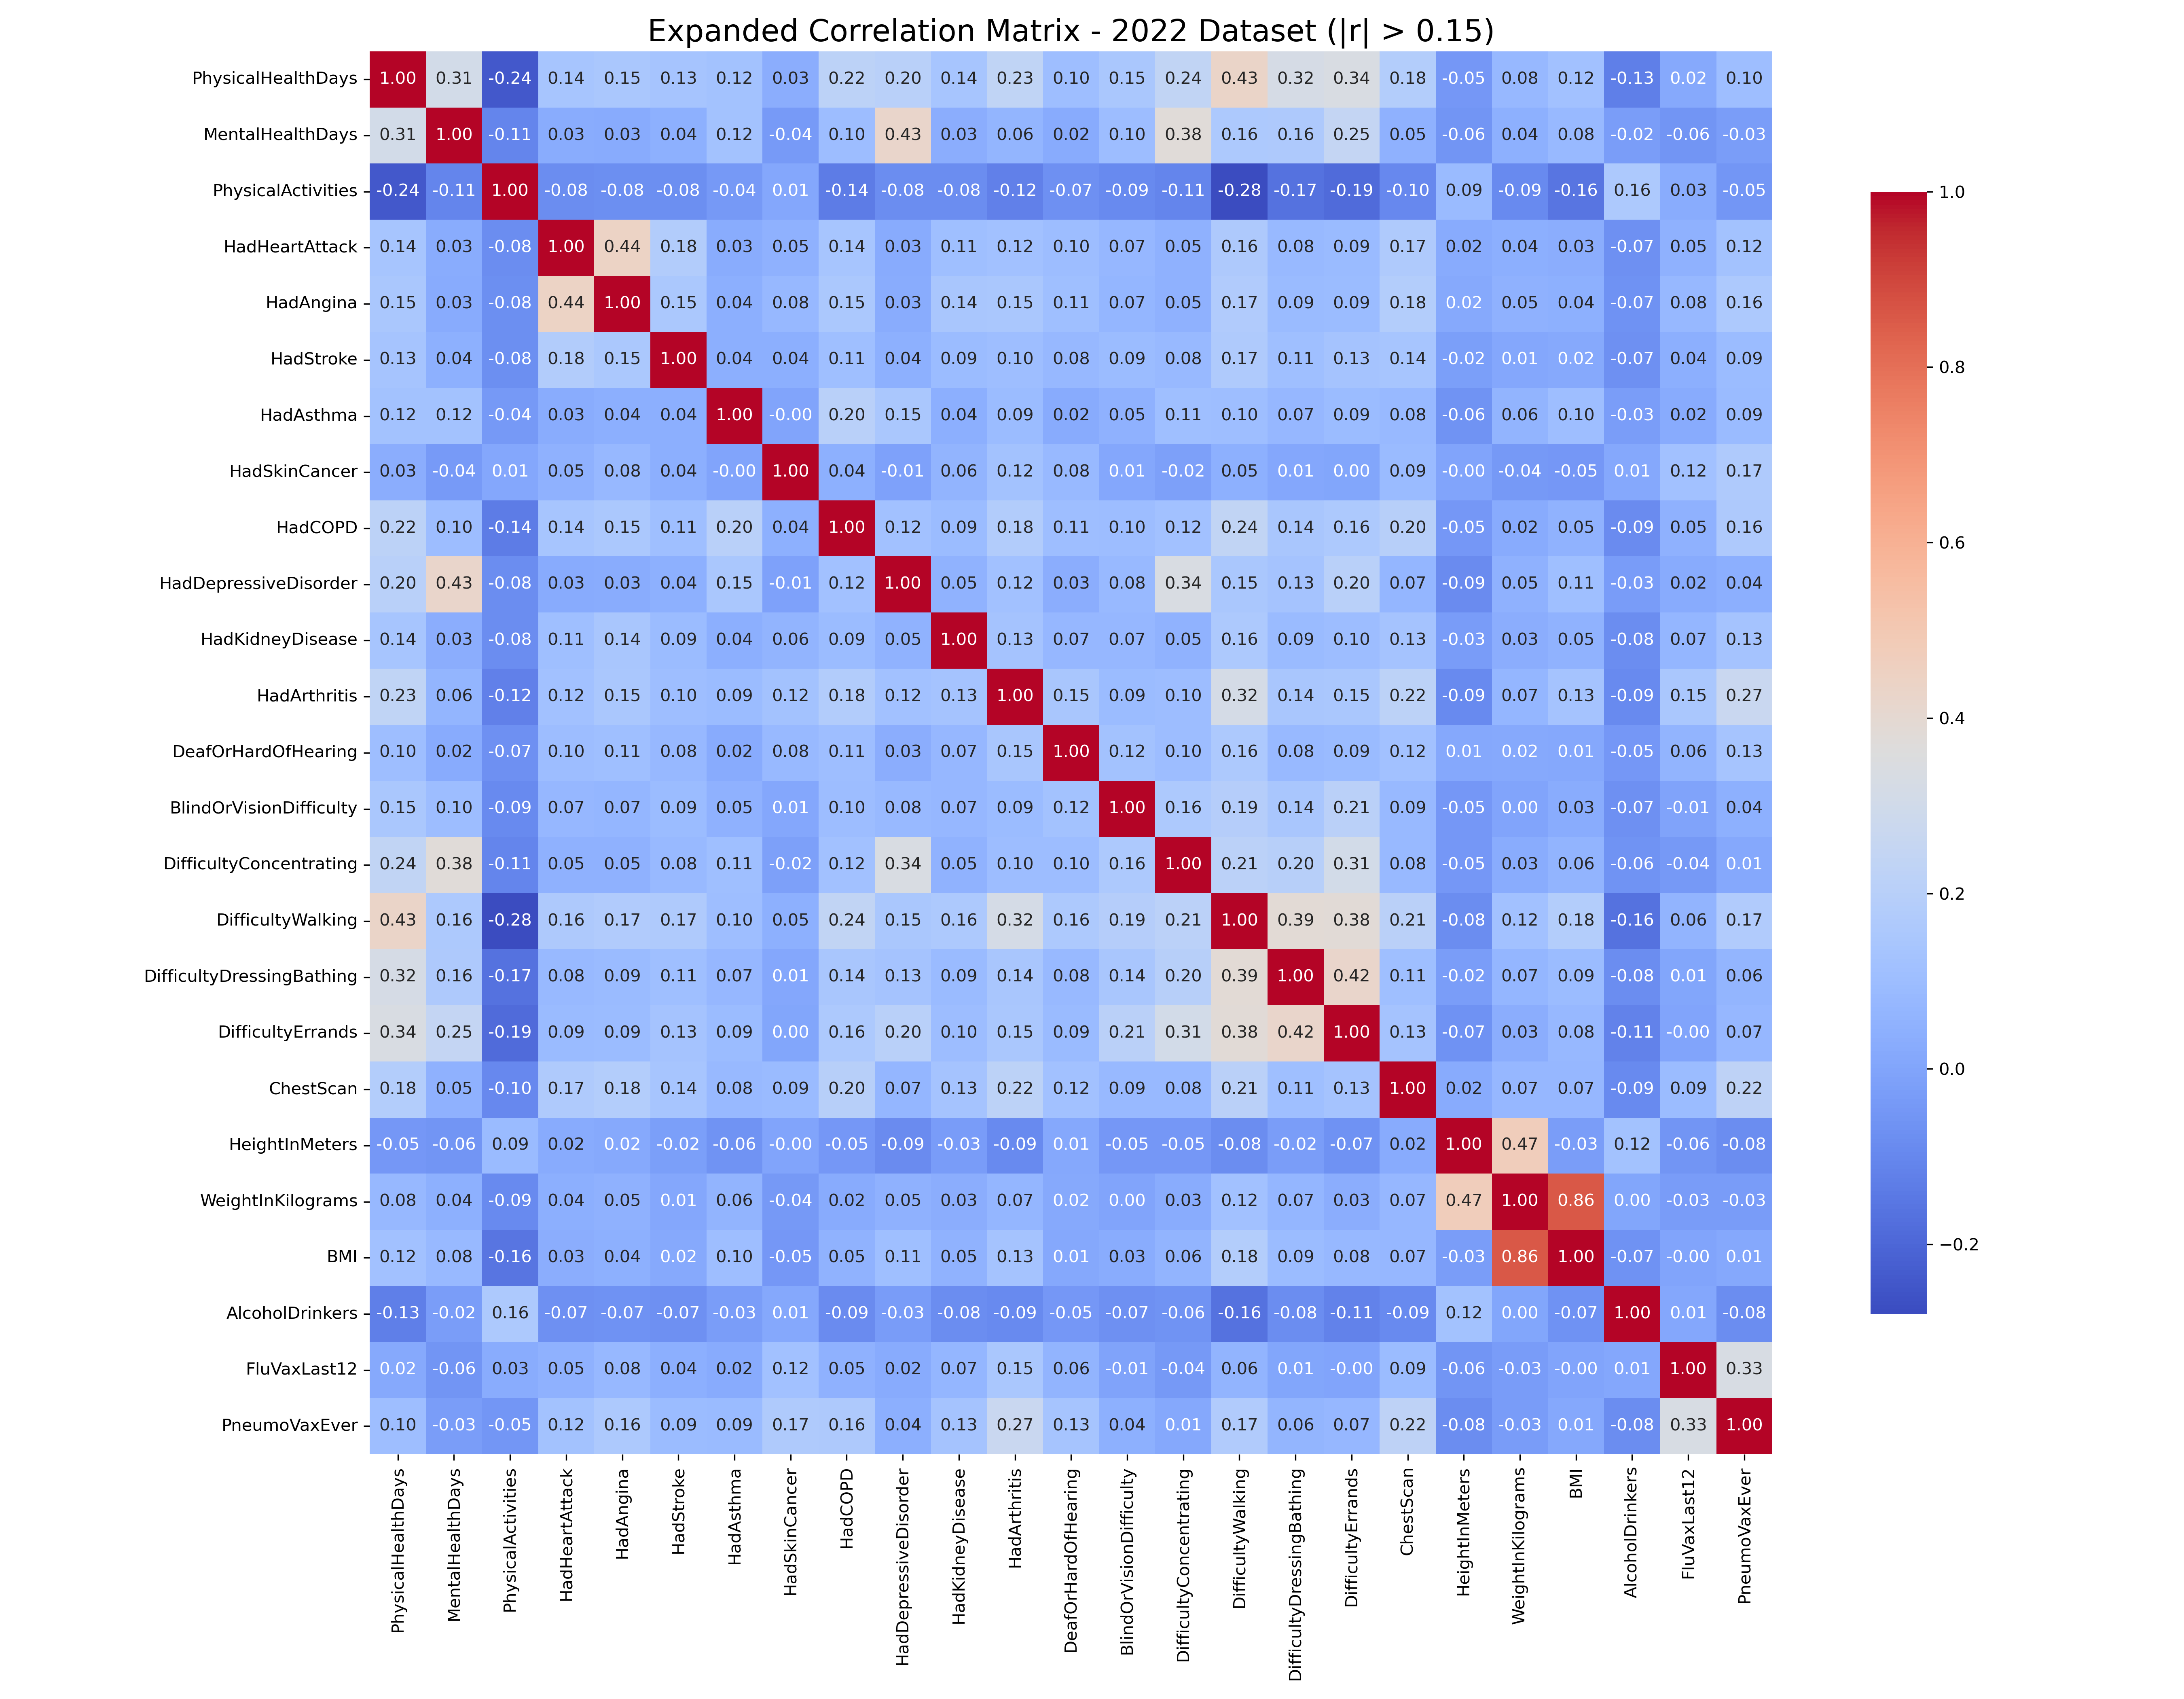 Expanded Correlation Matrix - 2022 Dataset (|r| > 0.15)
PhysicalHealthDays 1.00 0.31 -0.24 0.14 0.15 0.13 0.12 0.03 0.22 0.20 0.14 0.23 0.10 0.15 0.24 0.43 0.32 0.34 0.18 -0.05 0.08 0.12 -0.13 0.02 0.10
MentalHealthDays 0.31 1.00 -0.11 0.03 0.03 0.04 0.12 -0.04 0.10 0.43 0.03 0.06 0.02 0.10 0.38 0.16 0.16 0.25 0.05 -0.06 0.04 0.08 -0.02 -0.06 -0.03
PhysicalActivities -0.24 -0.11 1.00 -0.08 -0.08 -0.08 -0.04 0.01 -0.14 -0.08 -0.08 -0.12 -0.07 -0.09 -0.11 -0.28 -0.17 -0.19 -0.10 0.09 -0.09 -0.16 0.16 0.03 -0.05
HadHeartAttack 0.14 0.03 -0.08 1.00 0.44 0.18 0.03 0.05 0.14 0.03 0.11 0.12 0.10 0.07 0.05 0.16 0.08 0.09 0.17 0.02 0.04 0.03 -0.07 0.05 0.12
HadAngina 0.15 0.03 -0.08 0.44 1.00 0.15 0.04 0.08 0.15 0.03 0.14 0.15 0.11 0.07 0.05 0.17 0.09 0.09 0.18 0.02 0.05 0.04 -0.07 0.08 0.16
HadStroke 0.13 0.04 -0.08 0.18 0.15 1.00 0.04 0.04 0.11 0.04 0.09 0.10 0.08 0.09 0.08 0.17 0.11 0.13 0.14 -0.02 0.01 0.02 -0.07 0.04 0.09
HadAsthma 0.12 0.12 -0.04 0.03 0.04 0.04 1.00 -0.00 0.20 0.15 0.04 0.09 0.02 0.05 0.11 0.10 0.07 0.09 0.08 -0.06 0.06 0.10 -0.03 0.02 0.09
HadSkinCancer 0.03 -0.04 0.01 0.05 0.08 0.04 -0.00 1.00 0.04 -0.01 0.06 0.12 0.08 0.01 -0.02 0.05 0.01 0.00 0.09 -0.00 -0.04 -0.05 0.01 0.12 0.17
HadCOPD 0.22 0.10 -0.14 0.14 0.15 0.11 0.20 0.04 1.00 0.12 0.09 0.18 0.11 0.10 0.12 0.24 0.14 0.16 0.20 -0.05 0.02 0.05 -0.09 0.05 0.16
HadDepressiveDisorder 0.20 0.43 -0.08 0.03 0.03 0.04 0.15 -0.01 0.12 1.00 0.05 0.12 0.03 0.08 0.34 0.15 0.13 0.20 0.07 -0.09 0.05 0.11 -0.03 0.02 0.04
HadKidneyDisease 0.14 0.03 -0.08 0.11 0.14 0.09 0.04 0.06 0.09 0.05 1.00 0.13 0.07 0.07 0.05 0.16 0.09 0.10 0.13 -0.03 0.03 0.05 -0.08 0.07 0.13
HadArthritis 0.23 0.06 -0.12 0.12 0.15 0.10 0.09 0.12 0.18 0.12 0.13 1.00 0.15 0.09 0.10 0.32 0.14 0.15 0.22 -0.09 0.07 0.13 -0.09 0.15 0.27
DeafOrHardOfHearing 0.10 0.02 -0.07 0.10 0.11 0.08 0.02 0.08 0.11 0.03 0.07 0.15 1.00 0.12 0.10 0.16 0.08 0.09 0.12 0.01 0.02 0.01 -0.05 0.06 0.13
BlindOrVisionDifficulty 0.15 0.10 -0.09 0.07 0.07 0.09 0.05 0.01 0.10 0.08 0.07 0.09 0.12 1.00 0.16 0.19 0.14 0.21 0.09 -0.05 0.00 0.03 -0.07 -0.01 0.04
DifficultyConcentrating 0.24 0.38 -0.11 0.05 0.05 0.08 0.11 -0.02 0.12 0.34 0.05 0.10 0.10 0.16 1.00 0.21 0.20 0.31 0.08 -0.05 0.03 0.06 -0.06 -0.04 0.01
DifficultyWalking 0.43 0.16 -0.28 0.16 0.17 0.17 0.10 0.05 0.24 0.15 0.16 0.32 0.16 0.19 0.21 1.00 0.39 0.38 0.21 -0.08 0.12 0.18 -0.16 0.06 0.17
DifficultyDressingBathing 0.32 0.16 -0.17 0.08 0.09 0.11 0.07 0.01 0.14 0.13 0.09 0.14 0.08 0.14 0.20 0.39 1.00 0.42 0.11 -0.02 0.07 0.09 -0.08 0.01 0.06
DifficultyErrands 0.34 0.25 -0.19 0.09 0.09 0.13 0.09 0.00 0.16 0.20 0.10 0.15 0.09 0.21 0.31 0.38 0.42 1.00 0.13 -0.07 0.03 0.08 -0.11 -0.00 0.07
ChestScan 0.18 0.05 -0.10 0.17 0.18 0.14 0.08 0.09 0.20 0.07 0.13 0.22 0.12 0.09 0.08 0.21 0.11 0.13 1.00 0.02 0.07 0.07 -0.09 0.09 0.22
HeightInMeters -0.05 -0.06 0.09 0.02 0.02 -0.02 -0.06 -0.00 -0.05 -0.09 -0.03 -0.09 0.01 -0.05 -0.05 -0.08 -0.02 -0.07 0.02 1.00 0.47 -0.03 0.12 -0.06 -0.08
WeightInKilograms 0.08 0.04 -0.09 0.04 0.05 0.01 0.06 -0.04 0.02 0.05 0.03 0.07 0.02 0.00 0.03 0.12 0.07 0.03 0.07 0.47 1.00 0.86 0.00 -0.03 -0.03
BMI 0.12 0.08 -0.16 0.03 0.04 0.02 0.10 -0.05 0.05 0.11 0.05 0.13 0.01 0.03 0.06 0.18 0.09 0.08 0.07 -0.03 0.86 1.00 -0.07 -0.00 0.01
AlcoholDrinkers -0.13 -0.02 0.16 -0.07 -0.07 -0.07 -0.03 0.01 -0.09 -0.03 -0.08 -0.09 -0.05 -0.07 -0.06 -0.16 -0.08 -0.11 -0.09 0.12 0.00 -0.07 1.00 0.01 -0.08
FluVaxLast12 0.02 -0.06 0.03 0.05 0.08 0.04 0.02 0.12 0.05 0.02 0.07 0.15 0.06 -0.01 -0.04 0.06 0.01 -0.00 0.09 -0.06 -0.03 -0.00 0.01 1.00 0.33
PneumoVaxEver 0.10 -0.03 -0.05 0.12 0.16 0.09 0.09 0.17 0.16 0.04 0.13 0.27 0.13 0.04 0.01 0.17 0.06 0.07 0.22 -0.08 -0.03 0.01 -0.08 0.33 1.00
PhysicalHealthDays
MentalHealthDays
PhysicalActivities
HadHeartAttack
HadAngina
HadStroke
HadAsthma
HadSkinCancer
HadCOPD
HadDepressiveDisorder
HadKidneyDisease
HadArthritis
DeafOrHardOfHearing
BlindOrVisionDifficulty
DifficultyConcentrating
DifficultyWalking
DifficultyDressingBathing
DifficultyErrands
ChestScan
HeightInMeters
WeightInKilograms
BMI
AlcoholDrinkers
FluVaxLast12
PneumoVaxEver
1.0
0.8
0.6
0.4
0.2
0.0
−0.2